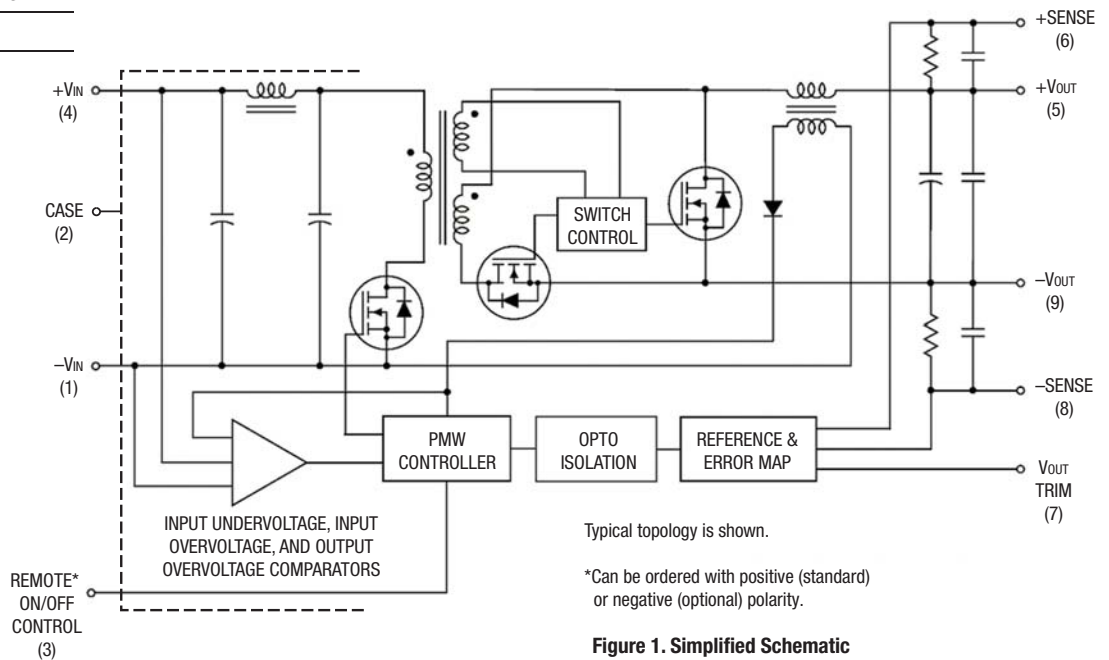 +SENSE
(6)
+VIN
(4)
+VOUT
(5)
CASE
(2)
SWITCH
CONTROL
–VOUT
(9)
–VIN
(1)
–SENSE
(8)
PMW
CONTROLLER
OPTO
ISOLATION
REFERENCE &
ERROR MAP
VOUT
TRIM
(7)
INPUT UNDERVOLTAGE, INPUT
OVERVOLTAGE, AND OUTPUT
OVERVOLTAGE COMPARATORS
REMOTE*
ON/OFF
CONTROL
(3)
Typical topology is shown.
*Can be ordered with positive (standard)
or negative (optional) polarity.
Figure 1. Simplified Schematic